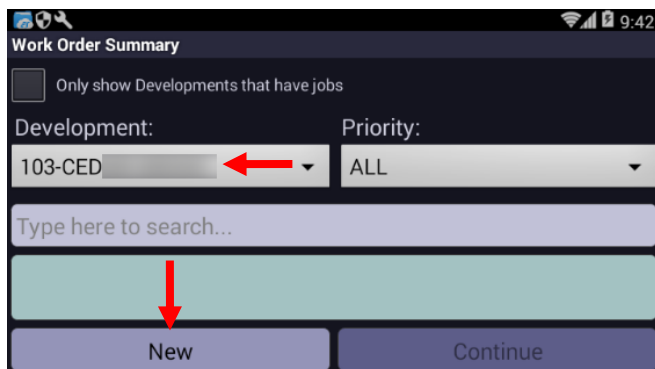 9:42
Work Order Summary
Only show Developments that have jobs
Development:
Priority:
103-CED
ALL
Type here to search...
New
Continue